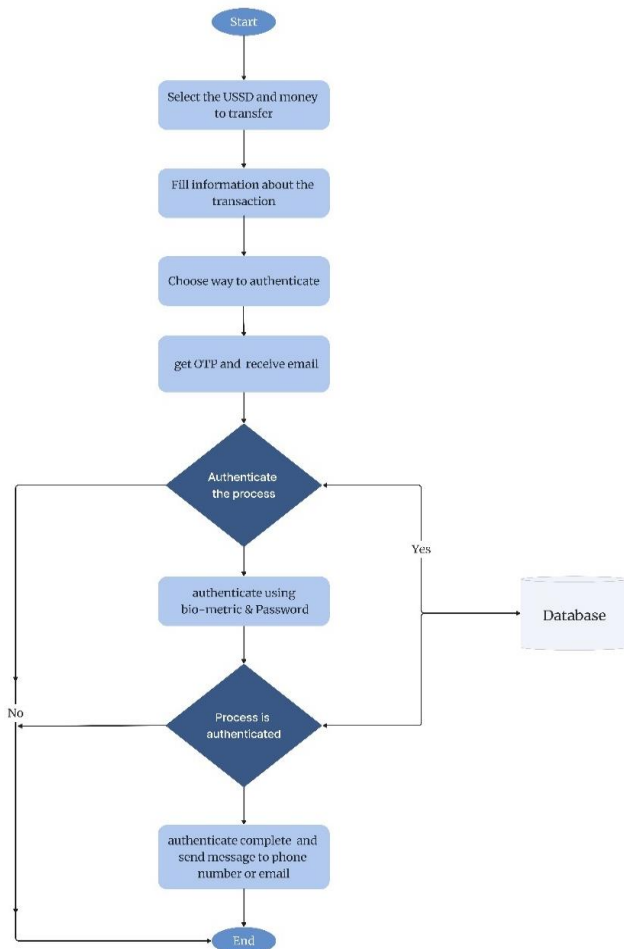 Start
Select the USSD and money
to transfer
Fill information about the
transaction
Choose way to authenticate
get OTP and receive email
Authenticate
the process
Yes
authenticate using
bio-metric & Password
Database
No
Process is
authenticated
authenticate complete and
send message to phone
number or email
End